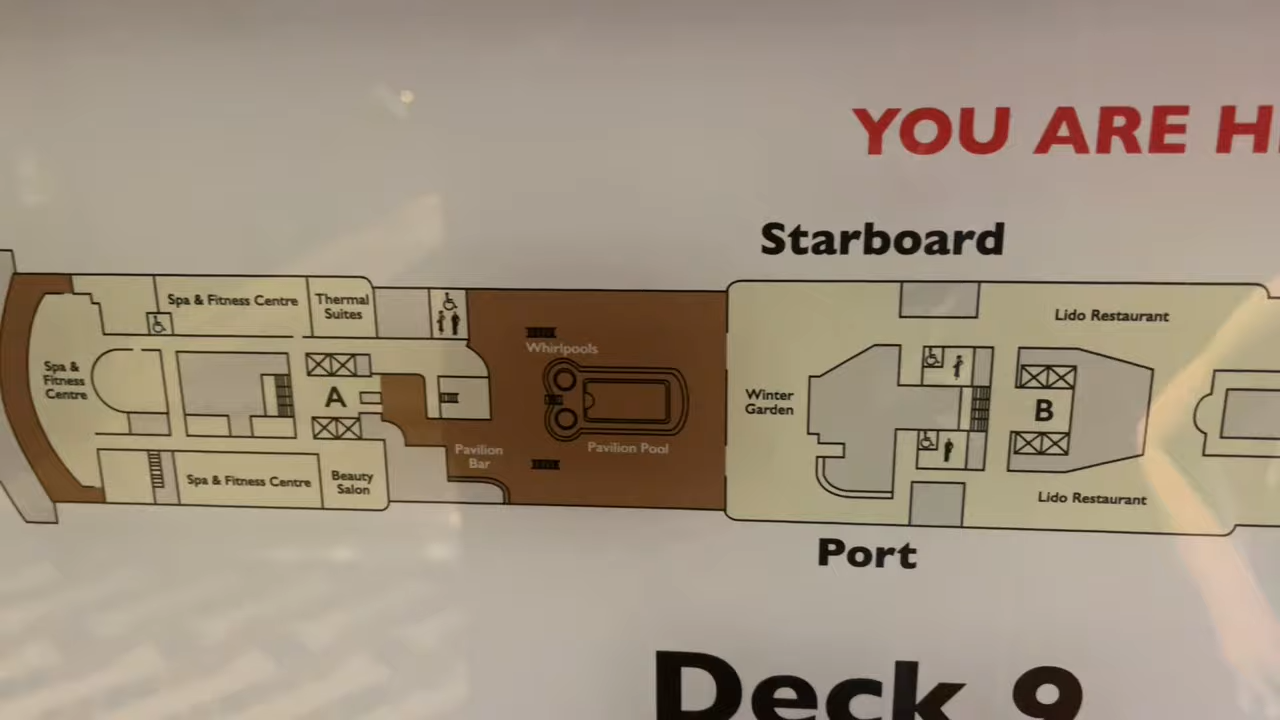 YOU ARE H
Starboard
Spa & Fitness Centre
Thermal
Suites
Spa &
Fitness
Centre
A
Whirlpools
Pavilion Pool
Pavilion
Bar
Spa & Fitness Centre
Beauty
Salon
Winter
Garden
Lido Restaurant
B
Lido Restaurant
Port
Deck 9